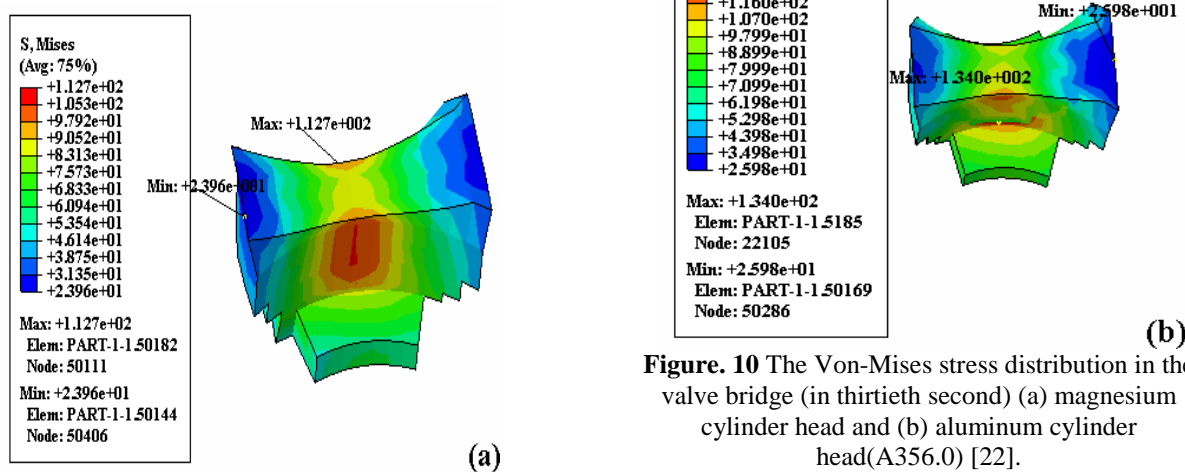 S, Mises
(Avg: 75%)
+1.127e+02
+1.053e+02
+9.792e+01
+9.052e+01
+8.313e+01
+7.573e+01
+6.833e+01
+6.094e+01
+5.354e+01
+4.614e+01
+3.875e+01
+3.135e+01
+2.396e+01
Max: +1.127e+02
Elem: PART-1-1.50182
Node: 50111
Min: +2.396e+01
Elem: PART-1-1.50144
Node: 50406
Max: +1.127e+002
Min: +2.396e+001
(a)
+1.160e+02
+1.070e+02
+9.799e+01
+8.899e+01
+7.999e+01
+7.099e+01
+6.198e+01
+5.298e+01
+4.398e+01
+3.498e+01
+2.598e+01
Max: +1.340e+02
Elem: PART-1-1.5185
Node: 22105
Min: +2.598e+01
Elem: PART-1-1.50169
Node: 50286
Min: +2.598e+001
Max: +1.340e+002
(b)
Figure. 10 The Von-Mises stress distribution in the
valve bridge (in thirtieth second) (a) magnesium
cylinder head and (b) aluminum cylinder
head(A356.0) [22].